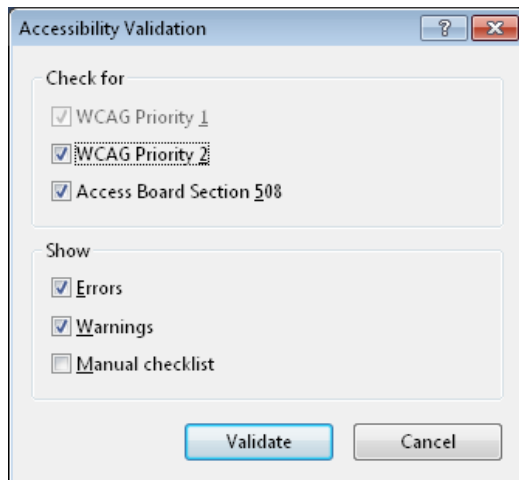 Accessibility Validation
Check for
WCAG Priority 1
WCAG Priority 2
Access Board Section 508
Show
Errors
Warnings
Manual checklist
Validate Cancel